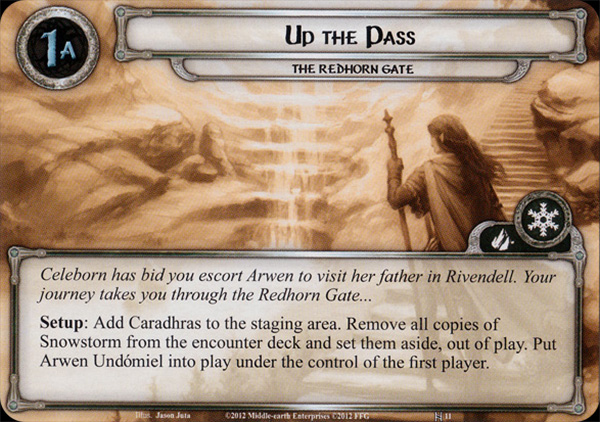 1A
UP THE PASS
THE REDHORN GATE
Celeborn has bid you escort Arwen to visit her father in Rivendell. Your
journey takes you through the Redhorn Gate...
Setup: Add Caradhras to the staging area. Remove all copies of
Snowstorm from the encounter deck and set them aside, out of play. Put
Arwen Undómiel into play under the control of the first player.
Illus. Jason Juta ©2012 Middle-earth Enterprises ©2012 FFG 11